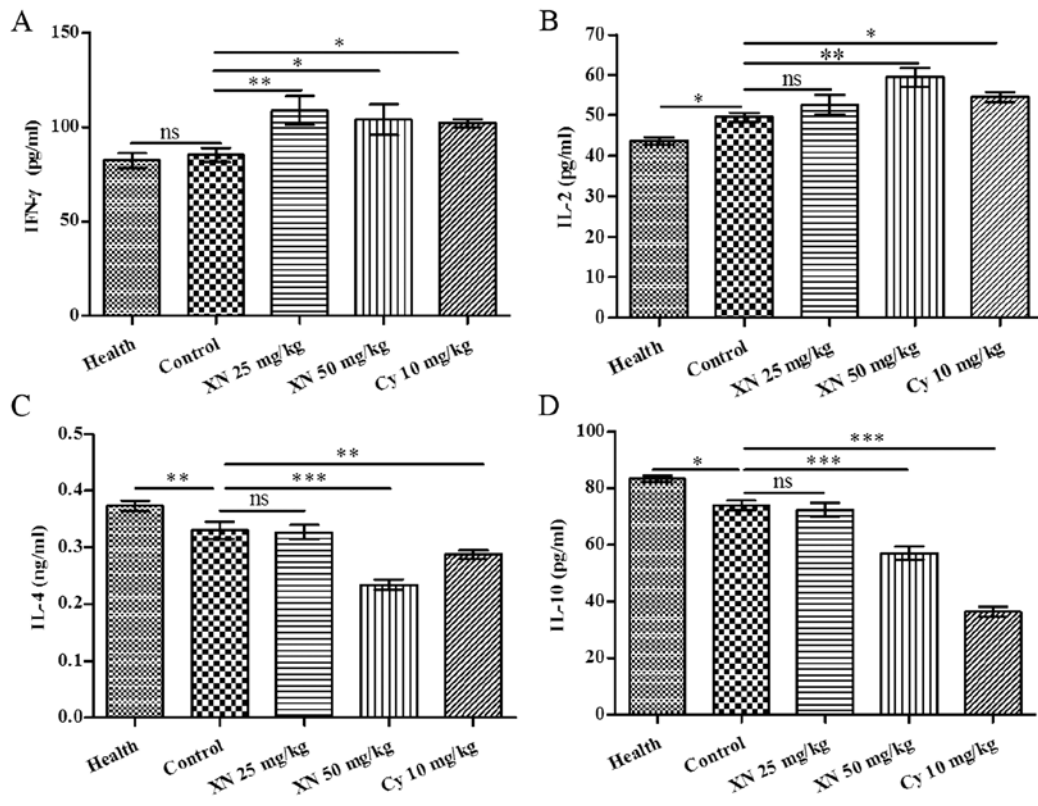 A
IFN-γ (pg/ml)
150
100
50
0
ns
**
*
*
Health
Control
XN 25 mg/kg
XN 50 mg/kg
Cy 10 mg/kg
B
IL-2 (pg/ml)
70
60
50
40
30
20
10
0
*
ns
**
*
Health
Control
XN 25 mg/kg
XN 50 mg/kg
Cy 10 mg/kg
C
IL-4 (ng/ml)
0.5
0.4
0.3
0.2
0.1
0.0
**
ns
***
**
Health
Control
XN 25 mg/kg
XN 50 mg/kg
Cy 10 mg/kg
D
IL-10 (pg/ml)
100
80
60
40
20
0
*
ns
***
***
Health
Control
XN 25 mg/kg
XN 50 mg/kg
Cy 10 mg/kg